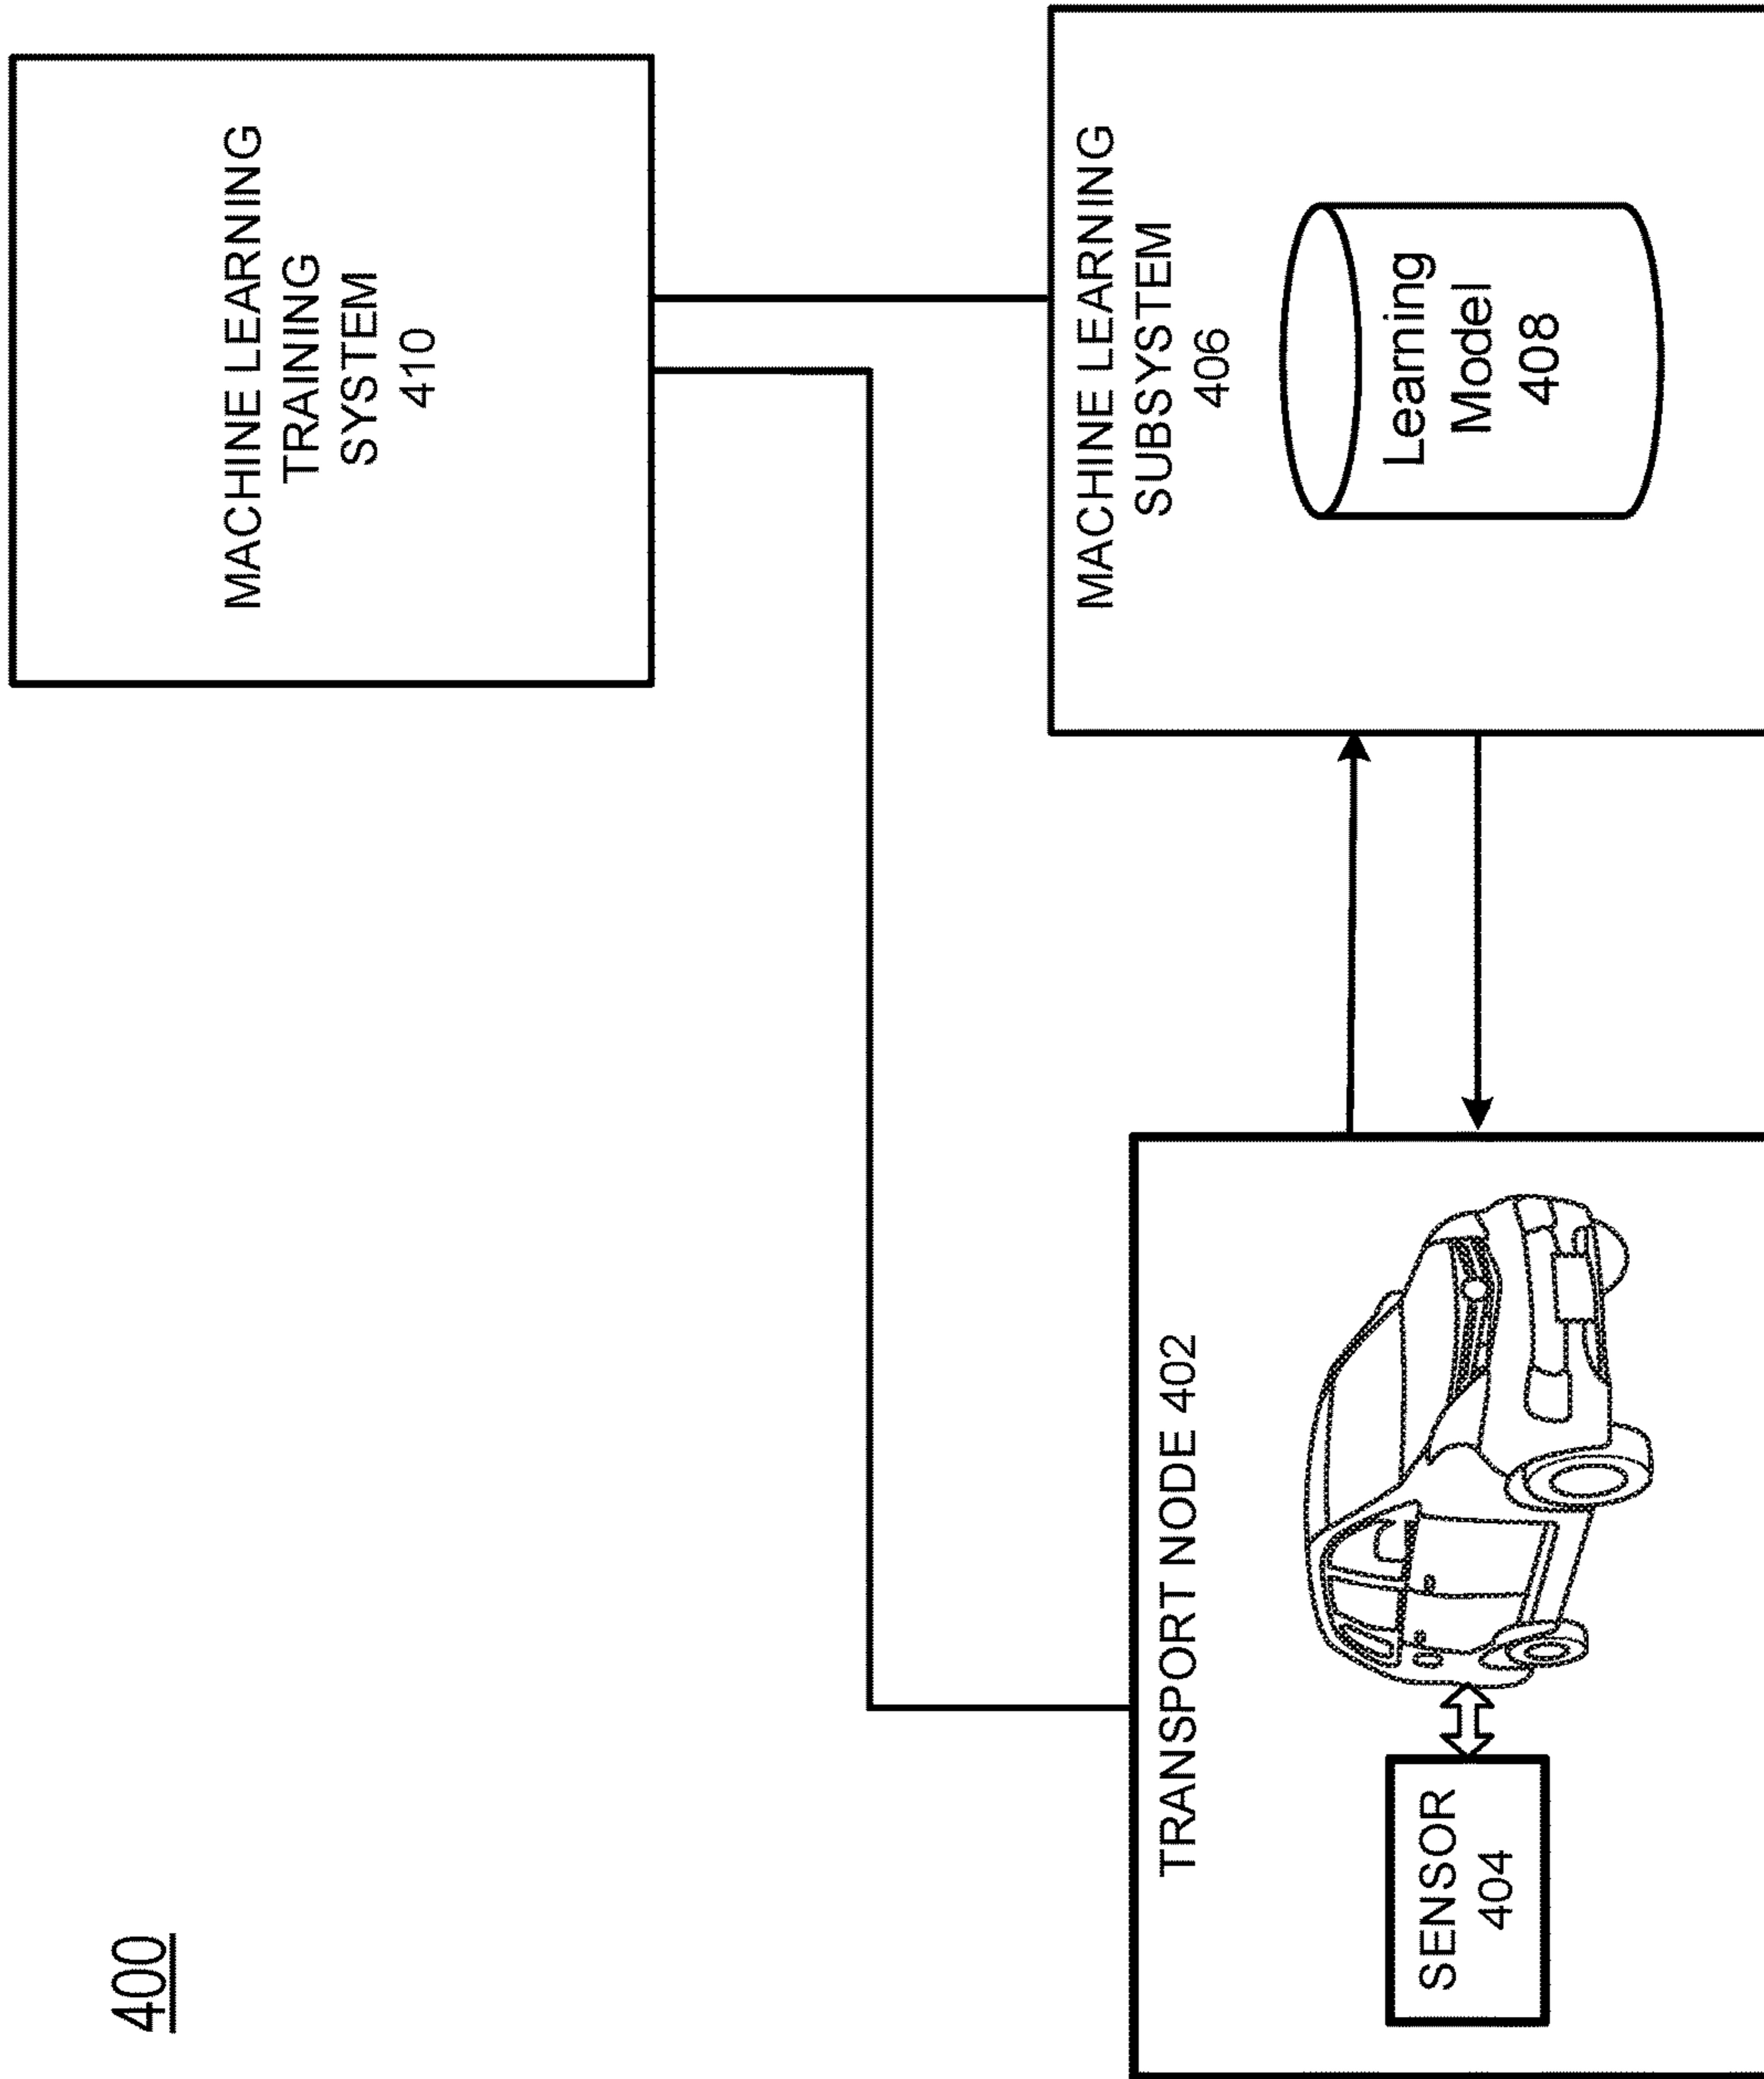 400
MACHINE LEARNING
TRAINING
SYSTEM
410
TRANSPORT NODE 402
SENSOR
404
MACHINE LEARNING
SUBSYSTEM
406
Learning
Model
408